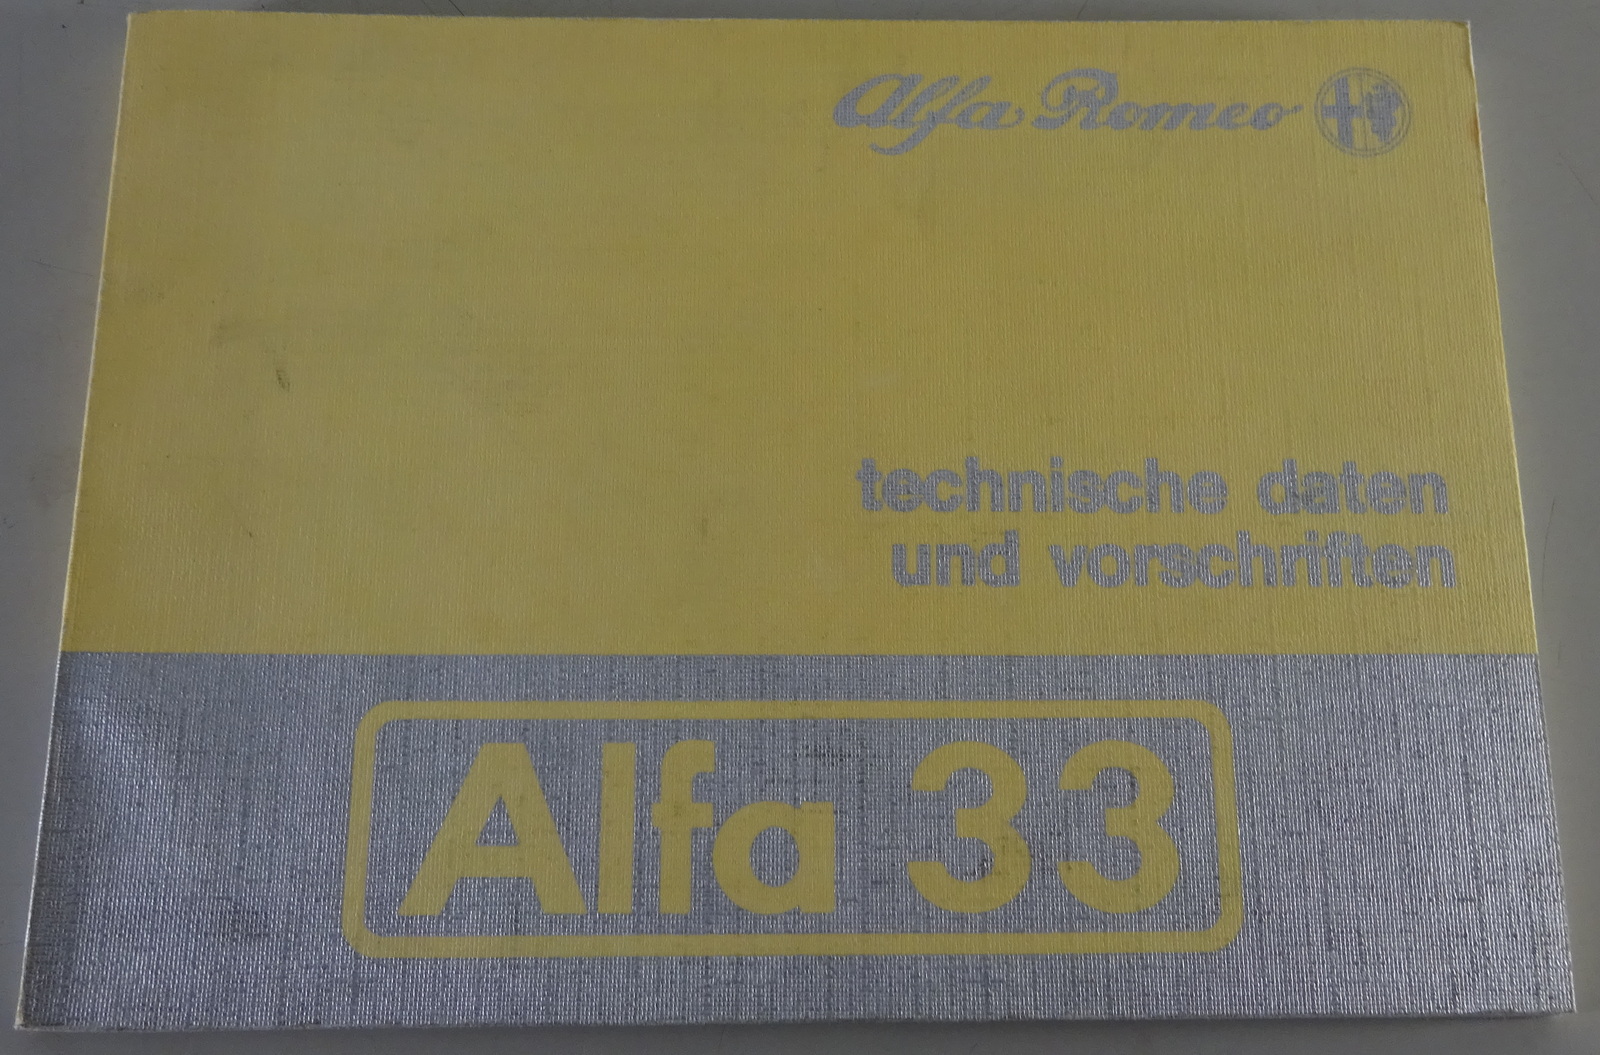 Alfa Romeo
technische daten
und vorschriften
Alfa 33